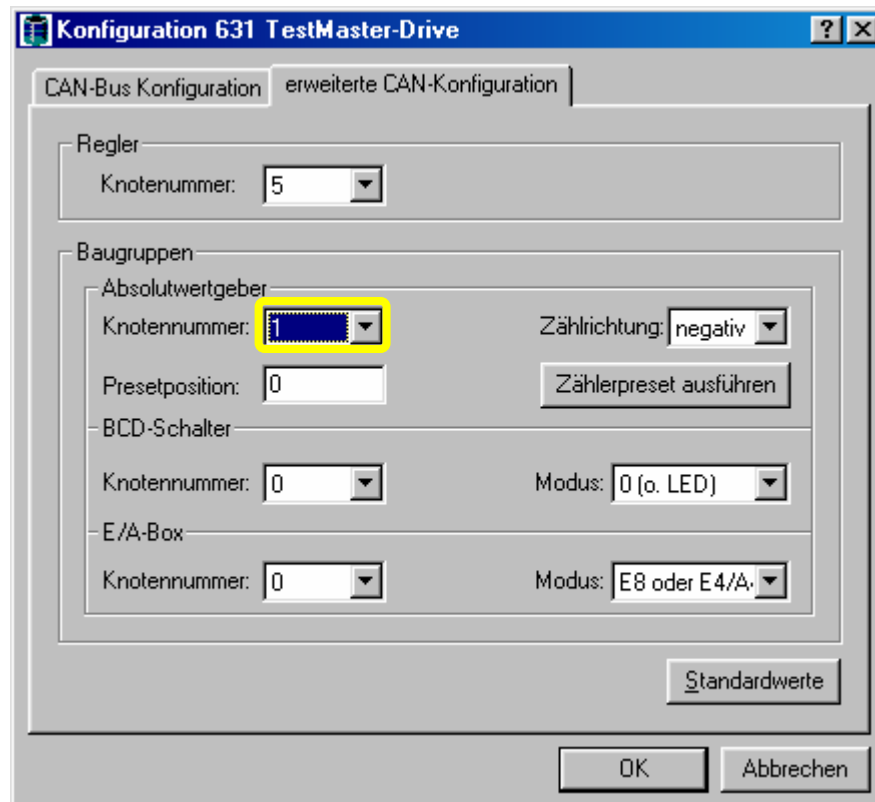 Konfiguration 631 TestMaster-Drive
CAN-Bus Konfiguration erweiterte CAN-Konfiguration
Regler
Knotenummer: 5
Baugruppen
Absolutwertgeber
Knotennummer: 1 Zählrichtung: negativ
Presetposition: 0 Zählerpreset ausführen
BCD-Schalter
Knotennummer: 0 Modus: 0 (o. LED)
E/A-Box
Knotennummer: 0 Modus: E8 oder E4/A
Standardwerte
OK Abbrechen